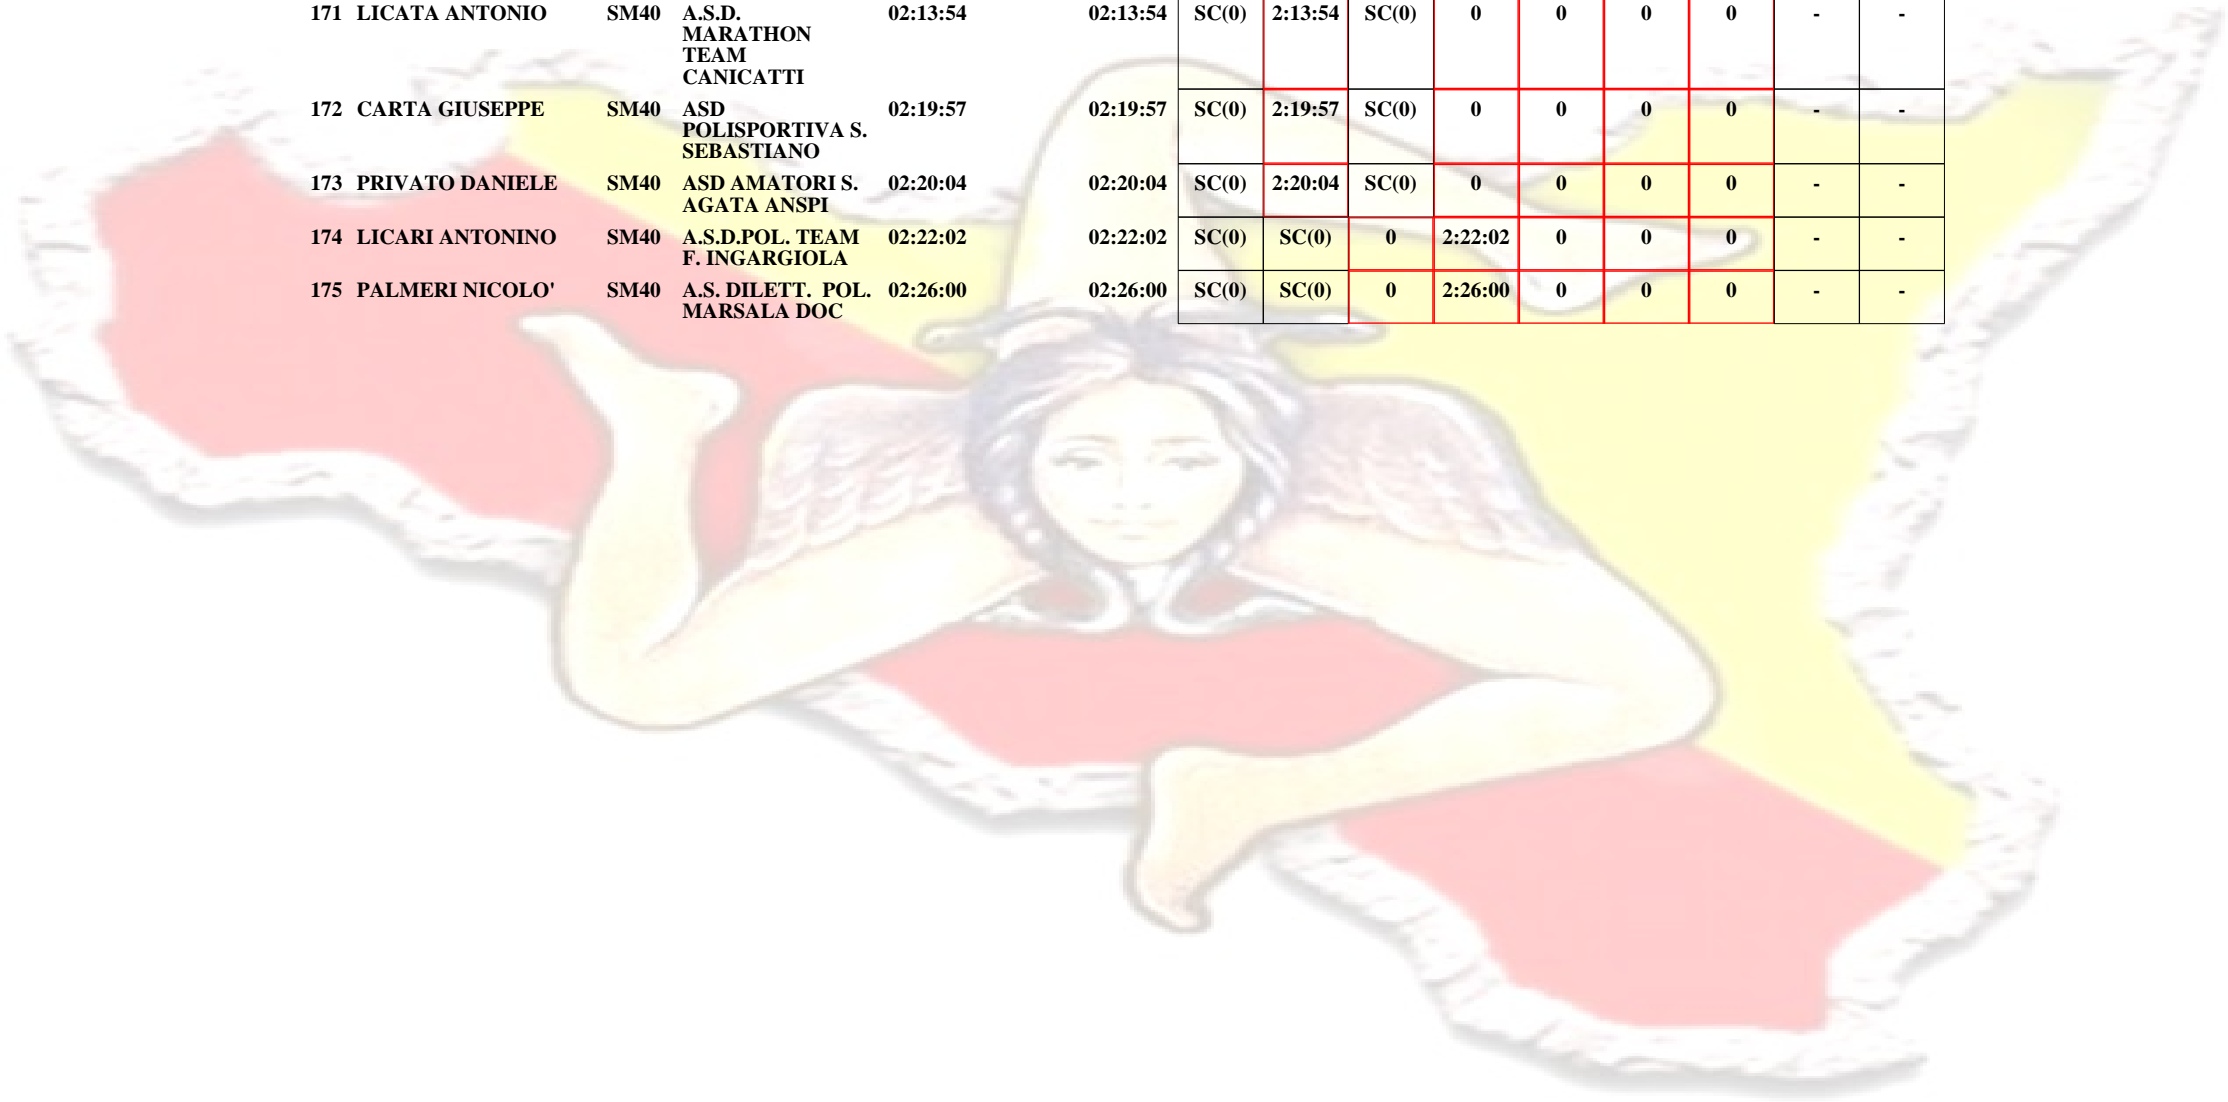 171 LICATA ANTONIO SM40 A.S.D. 02:13:54 02:13:54 SC(0) 2:13:54 SC(0) 0 0 0 0 - -
MARATHON
TEAM
CANICATTI
172 CARTA GIUSEPPE SM40 ASD 02:19:57 02:19:57 SC(0) 2:19:57 SC(0) 0 0 0 0 - -
POLISPORTIVA S.
SEBASTIANO
173 PRIVATO DANIELE SM40 ASD AMATORI S. 02:20:04 02:20:04 SC(0) 2:20:04 SC(0) 0 0 0 0 - -
AGATA ANSPI
174 LICARI ANTONINO SM40 A.S.D.POL. TEAM 02:22:02 02:22:02 SC(0) SC(0) 0 2:22:02 0 0 0 - -
F. INGARGIOLA
175 PALMERI NICOLO' SM40 A.S. DILETT. POL. 02:26:00 02:26:00 SC(0) SC(0) 0 2:26:00 0 0 0 - -
MARSALA DOC